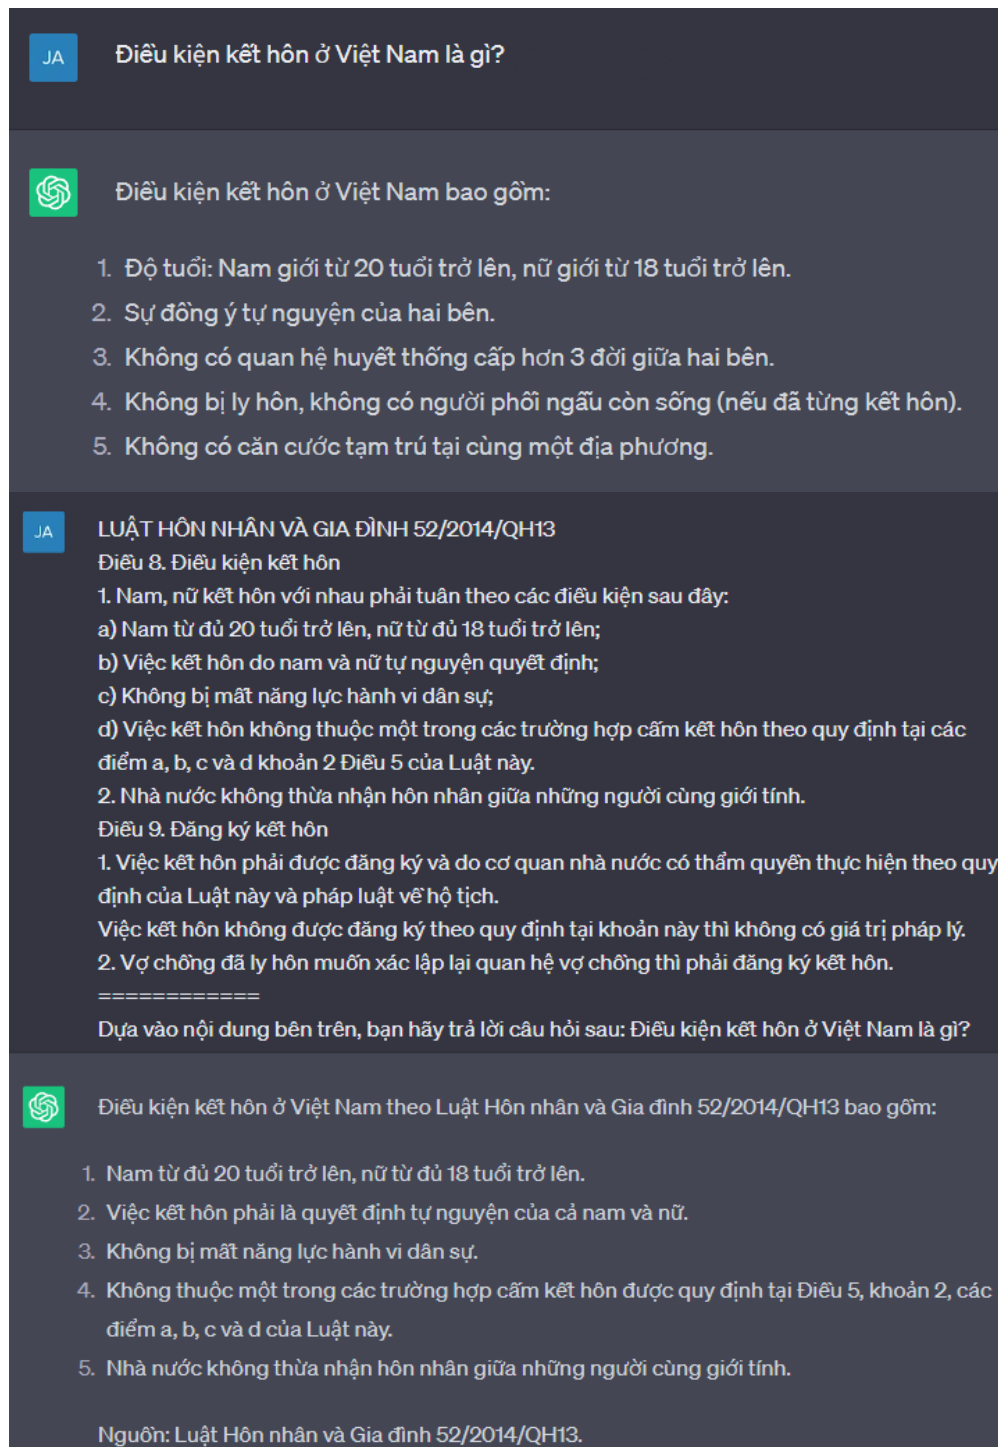 JA
Điều kiện kết hôn ở Việt Nam là gì?
Điều kiện kết hôn ở Việt Nam bao gồm:
1. Độ tuổi: Nam giới từ 20 tuổi trở lên, nữ giới từ 18 tuổi trở lên.
2. Sự đồng ý tự nguyện của hai bên.
3. Không có quan hệ huyết thống cấp hơn 3 đời giữa hai bên.
4. Không bị ly hôn, không có người phối ngẫu còn sống (nếu đã từng kết hôn).
5. Không có căn cước tạm trú tại cùng một địa phương.
JA
LUẬT HÔN NHÂN VÀ GIA ĐÌNH 52/2014/QH13
Điều 8. Điều kiện kết hôn
1. Nam, nữ kết hôn với nhau phải tuân theo các điều kiện sau đây:
a) Nam từ đủ 20 tuổi trở lên, nữ từ đủ 18 tuổi trở lên;
b) Việc kết hôn do nam và nữ tự nguyện quyết định;
c) Không bị mất năng lực hành vi dân sự;
d) Việc kết hôn không thuộc một trong các trường hợp cấm kết hôn theo quy định tại các
điểm a, b, c và d khoản 2 Điều 5 của Luật này.
2. Nhà nước không thừa nhận hôn nhân giữa những người cùng giới tính.
Điều 9. Đăng ký kết hôn
1. Việc kết hôn phải được đăng ký và do cơ quan nhà nước có thẩm quyền thực hiện theo quy
định của Luật này và pháp luật về hộ tịch.
Việc kết hôn không được đăng ký theo quy định tại khoản này thì không có giá trị pháp lý.
2. Vợ chồng đã ly hôn muốn xác lập lại quan hệ vợ chồng thì phải đăng ký kết hôn.
============
Dựa vào nội dung bên trên, bạn hãy trả lời câu hỏi sau: Điều kiện kết hôn ở Việt Nam là gì?
Điều kiện kết hôn ở Việt Nam theo Luật Hôn nhân và Gia đình 52/2014/QH13 bao gồm:
1. Nam từ đủ 20 tuổi trở lên, nữ từ đủ 18 tuổi trở lên.
2. Việc kết hôn phải là quyết định tự nguyện của cả nam và nữ.
3. Không bị mất năng lực hành vi dân sự.
4. Không thuộc một trong các trường hợp cấm kết hôn được quy định tại Điều 5, khoản 2, các
điểm a, b, c và d của Luật này.
5. Nhà nước không thừa nhận hôn nhân giữa những người cùng giới tính.
Nguồn: Luật Hôn nhân và Gia đình 52/2014/QH13.